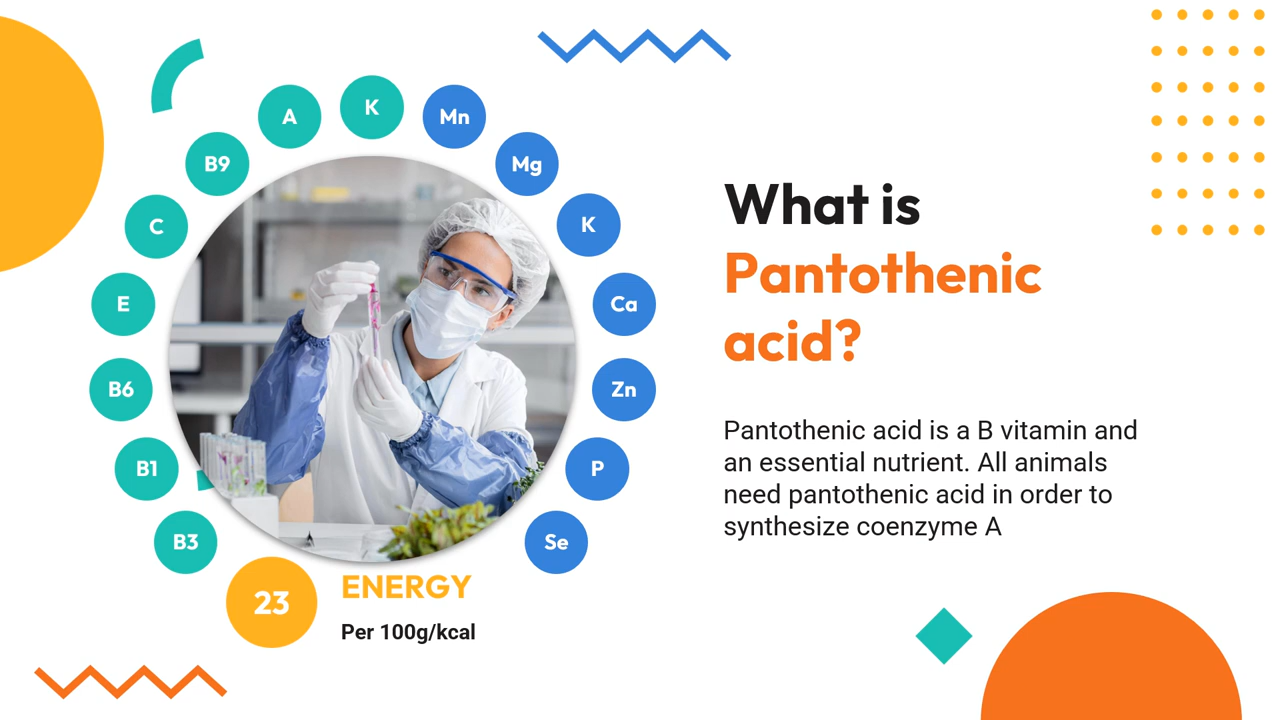 K
A
Mn
B9
Mg
C
K
E
Ca
B6
Zn
B1
P
B3
Se
23
ENERGY
Per 100g/kcal
What is
Pantothenic
acid?
Pantothenic acid is a B vitamin and
an essential nutrient. All animals
need pantothenic acid in order to
synthesize coenzyme A